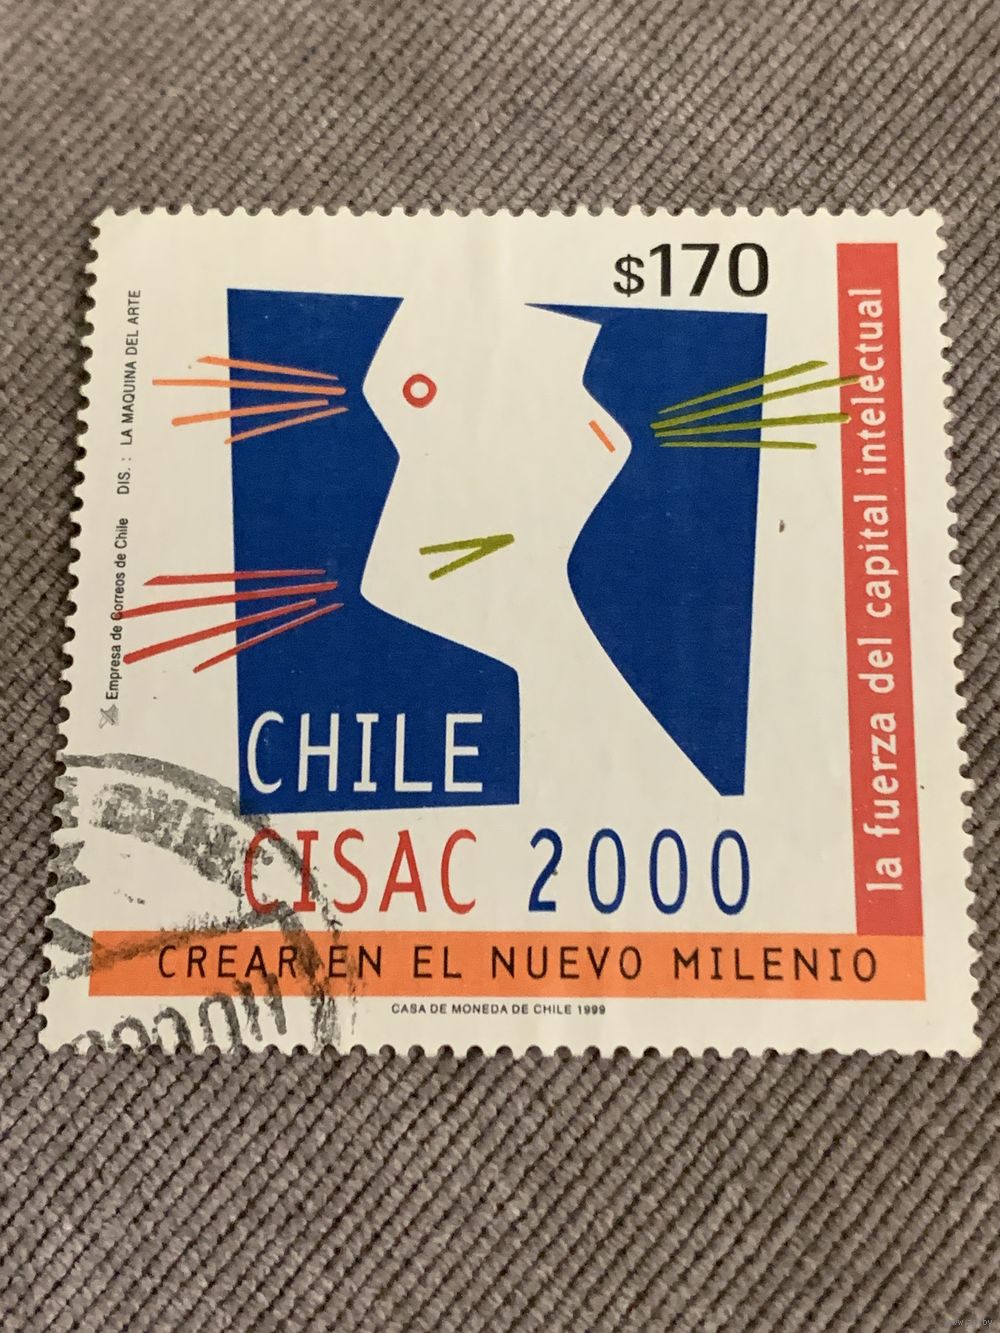 $170
la fuerza del capital intelectual
Empresa de Correos de Chile DIS. : LA MAQUINA DEL ARTE
CHILE
CISAC 2000
CREAR EN EL NUEVO MILENIO
CASA DE MONEDA DE CHILE 1999